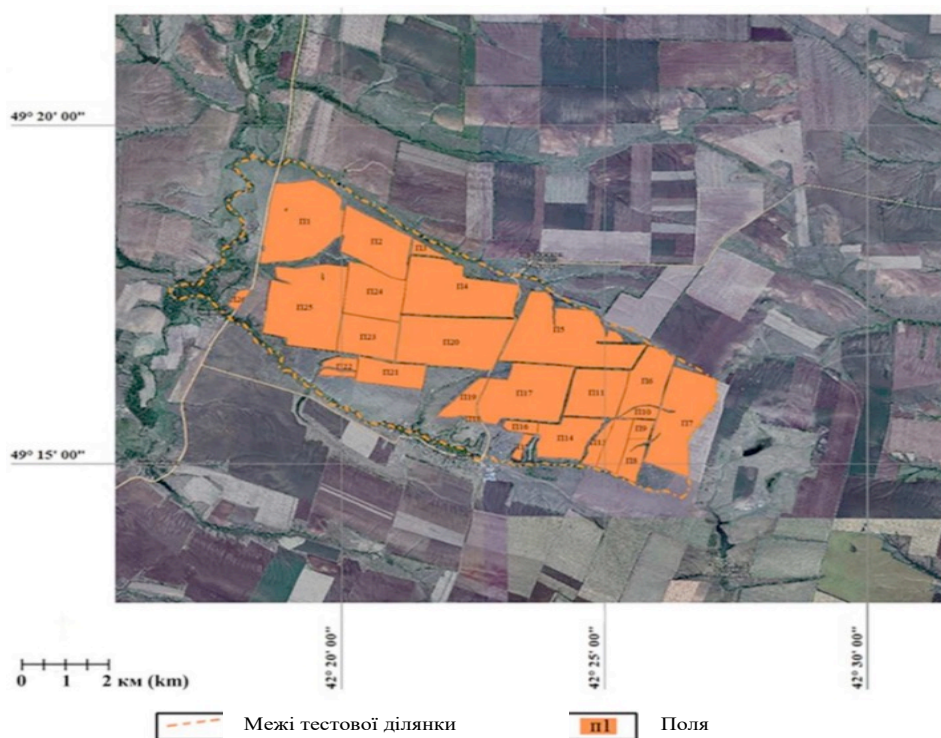 49° 20' 00"
П1
П2
П3
П4
П24
П25
П5
П23
П20
П22
П21
П6
П19
П17
П11
П10
П7
П16
П9
П14
П8
49° 15' 00"
42° 20' 00"
42° 25' 00"
42° 30' 00"
0 1 2 км (km)
Межі тестової ділянки
п1 Поля